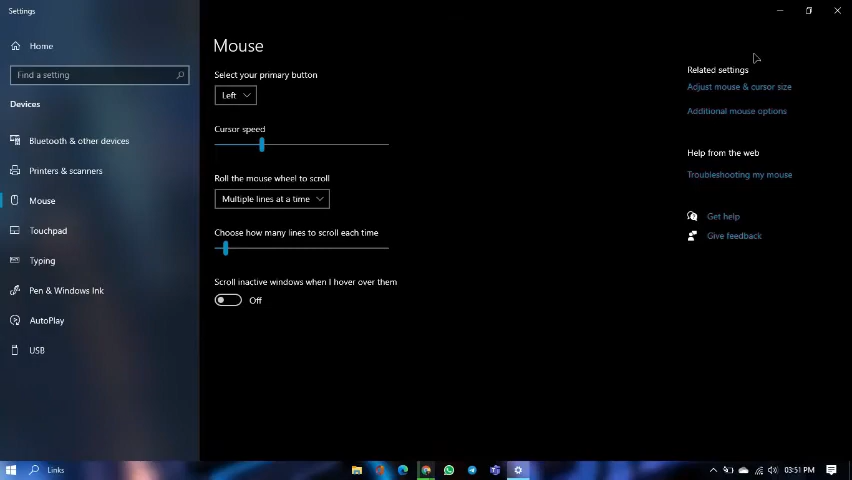 Settings
Home
Find a setting
Devices
Bluetooth & other devices
Printers & scanners
Mouse
Touchpad
Typing
Pen & Windows Ink
AutoPlay
USB
Mouse
Select your primary button
Left
Cursor speed
Roll the mouse wheel to scroll
Multiple lines at a time
Choose how many lines to scroll each time
Scroll inactive windows when I hover over them
Off
Related settings
Adjust mouse & cursor size
Additional mouse options
Help from the web
Troubleshooting my mouse
Get help
Give feedback
Links
03:51 PM